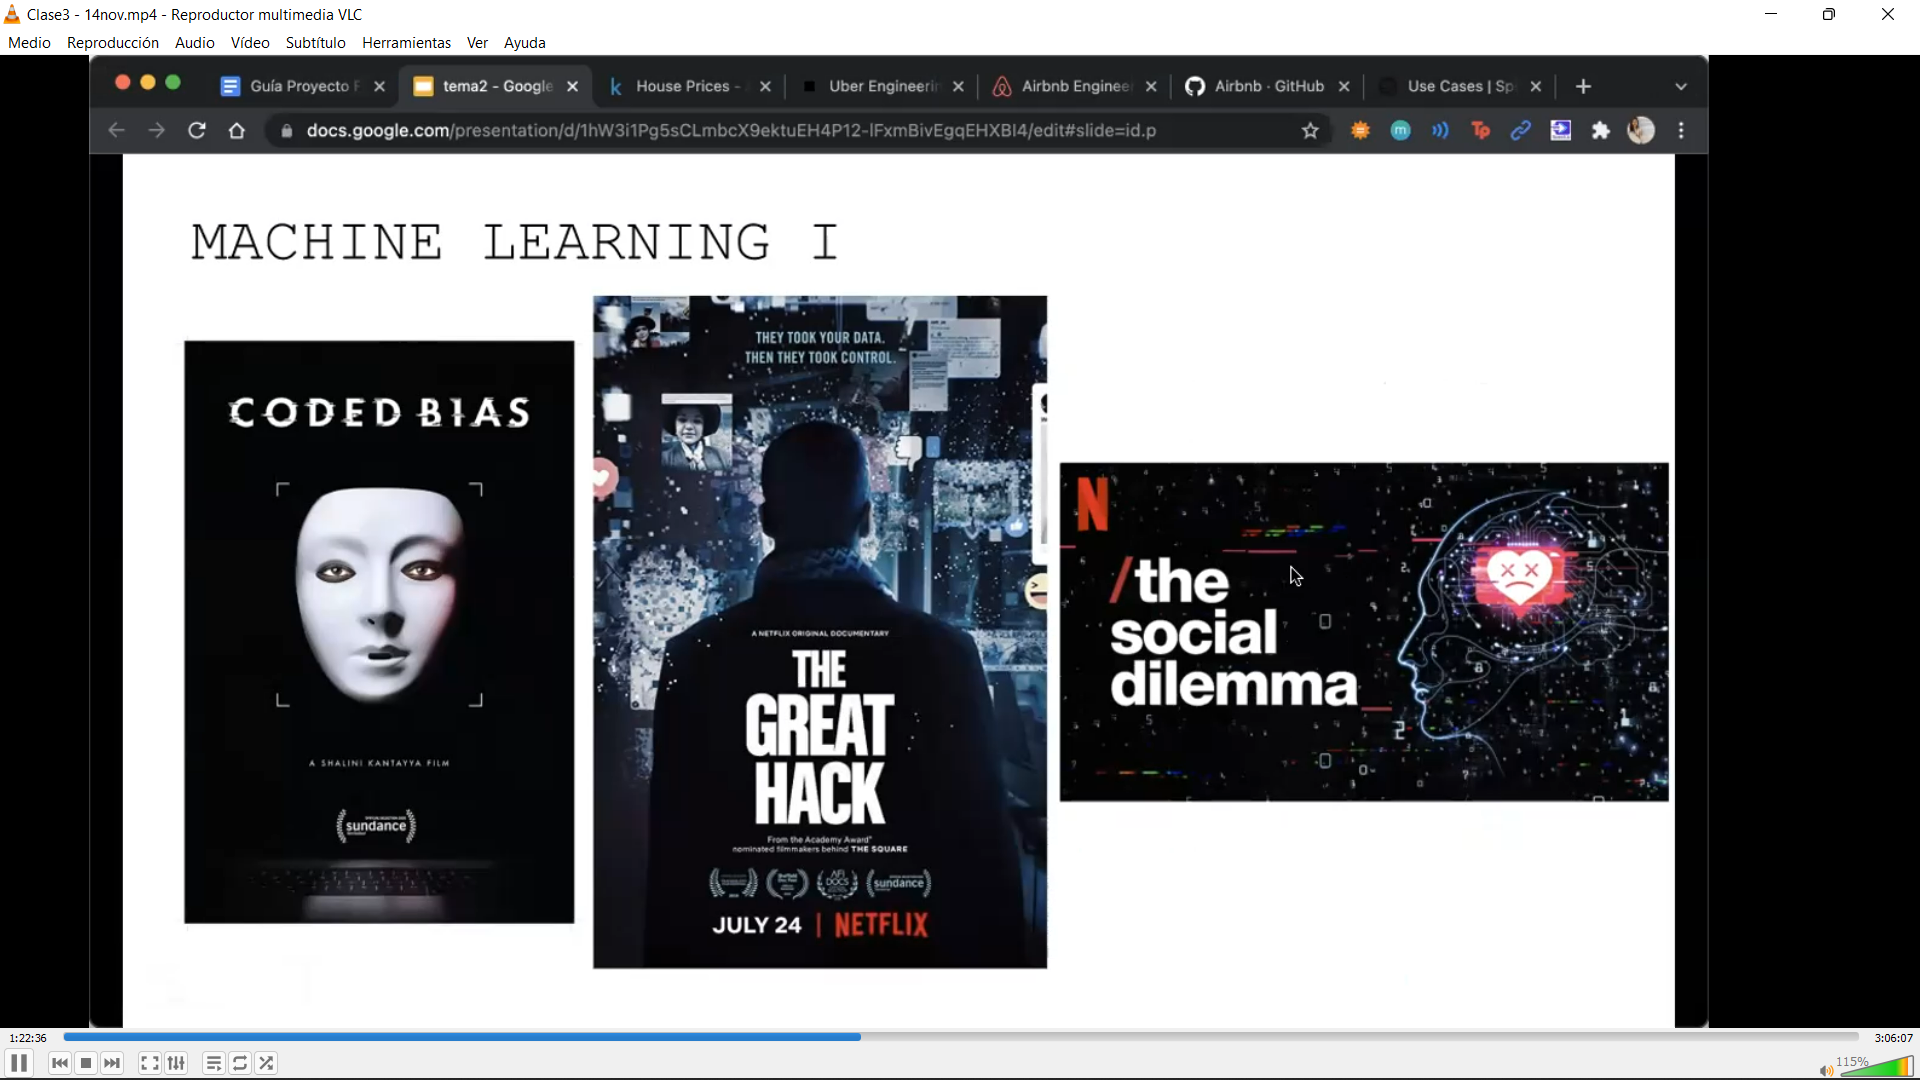 Clase3 - 14nov.mp4 - Reproductor multimedia VLC
Medio Reproducción Audio Vídeo Subtítulo Herramientas Ver Ayuda
Guía Proyecto F
tema2 - Google
House Prices -
Uber Engineerin
Airbnb Enginee
Airbnb · GitHub
Use Cases | Sp
docs.google.com/presentation/d/1hW3i1Pg5sCLmbcX9ektuEH4P12-lFxmBivEgqEHXBI4/edit#slide=id.p
MACHINE LEARNING I
CODED BIAS
A SHALINI KANTAYYA FILM
sundance
THEY TOOK YOUR DATA.
THEN THEY TOOK CONTROL.
A NETFLIX ORIGINAL DOCUMENTARY
THE
GREAT
HACK
From the Academy Award®
nominated filmmakers behind THE SQUARE
AFI DOCS
sundance
JULY 24 | NETFLIX
N
/the
social
dilemma_
1:22:36
3:06:07
115%